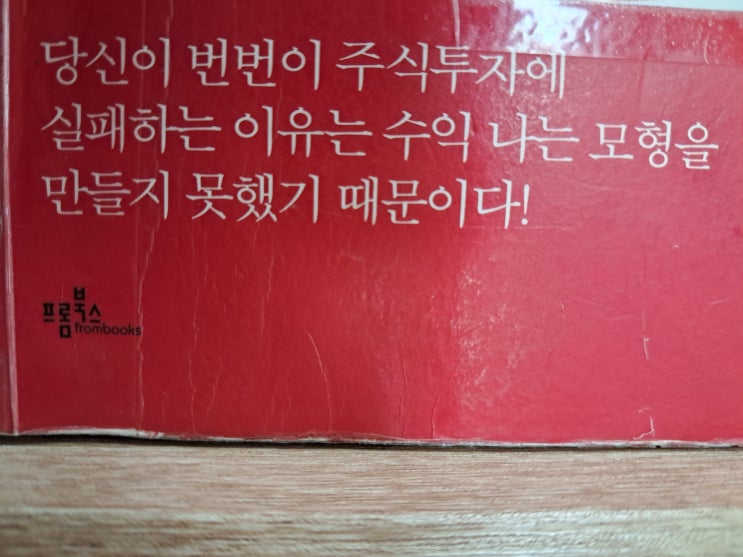 당신이 번번이 주식투자에
실패하는 이유는 수익 나는 모형을
만들지 못했기 때문이다!
프롬북스
frombooks